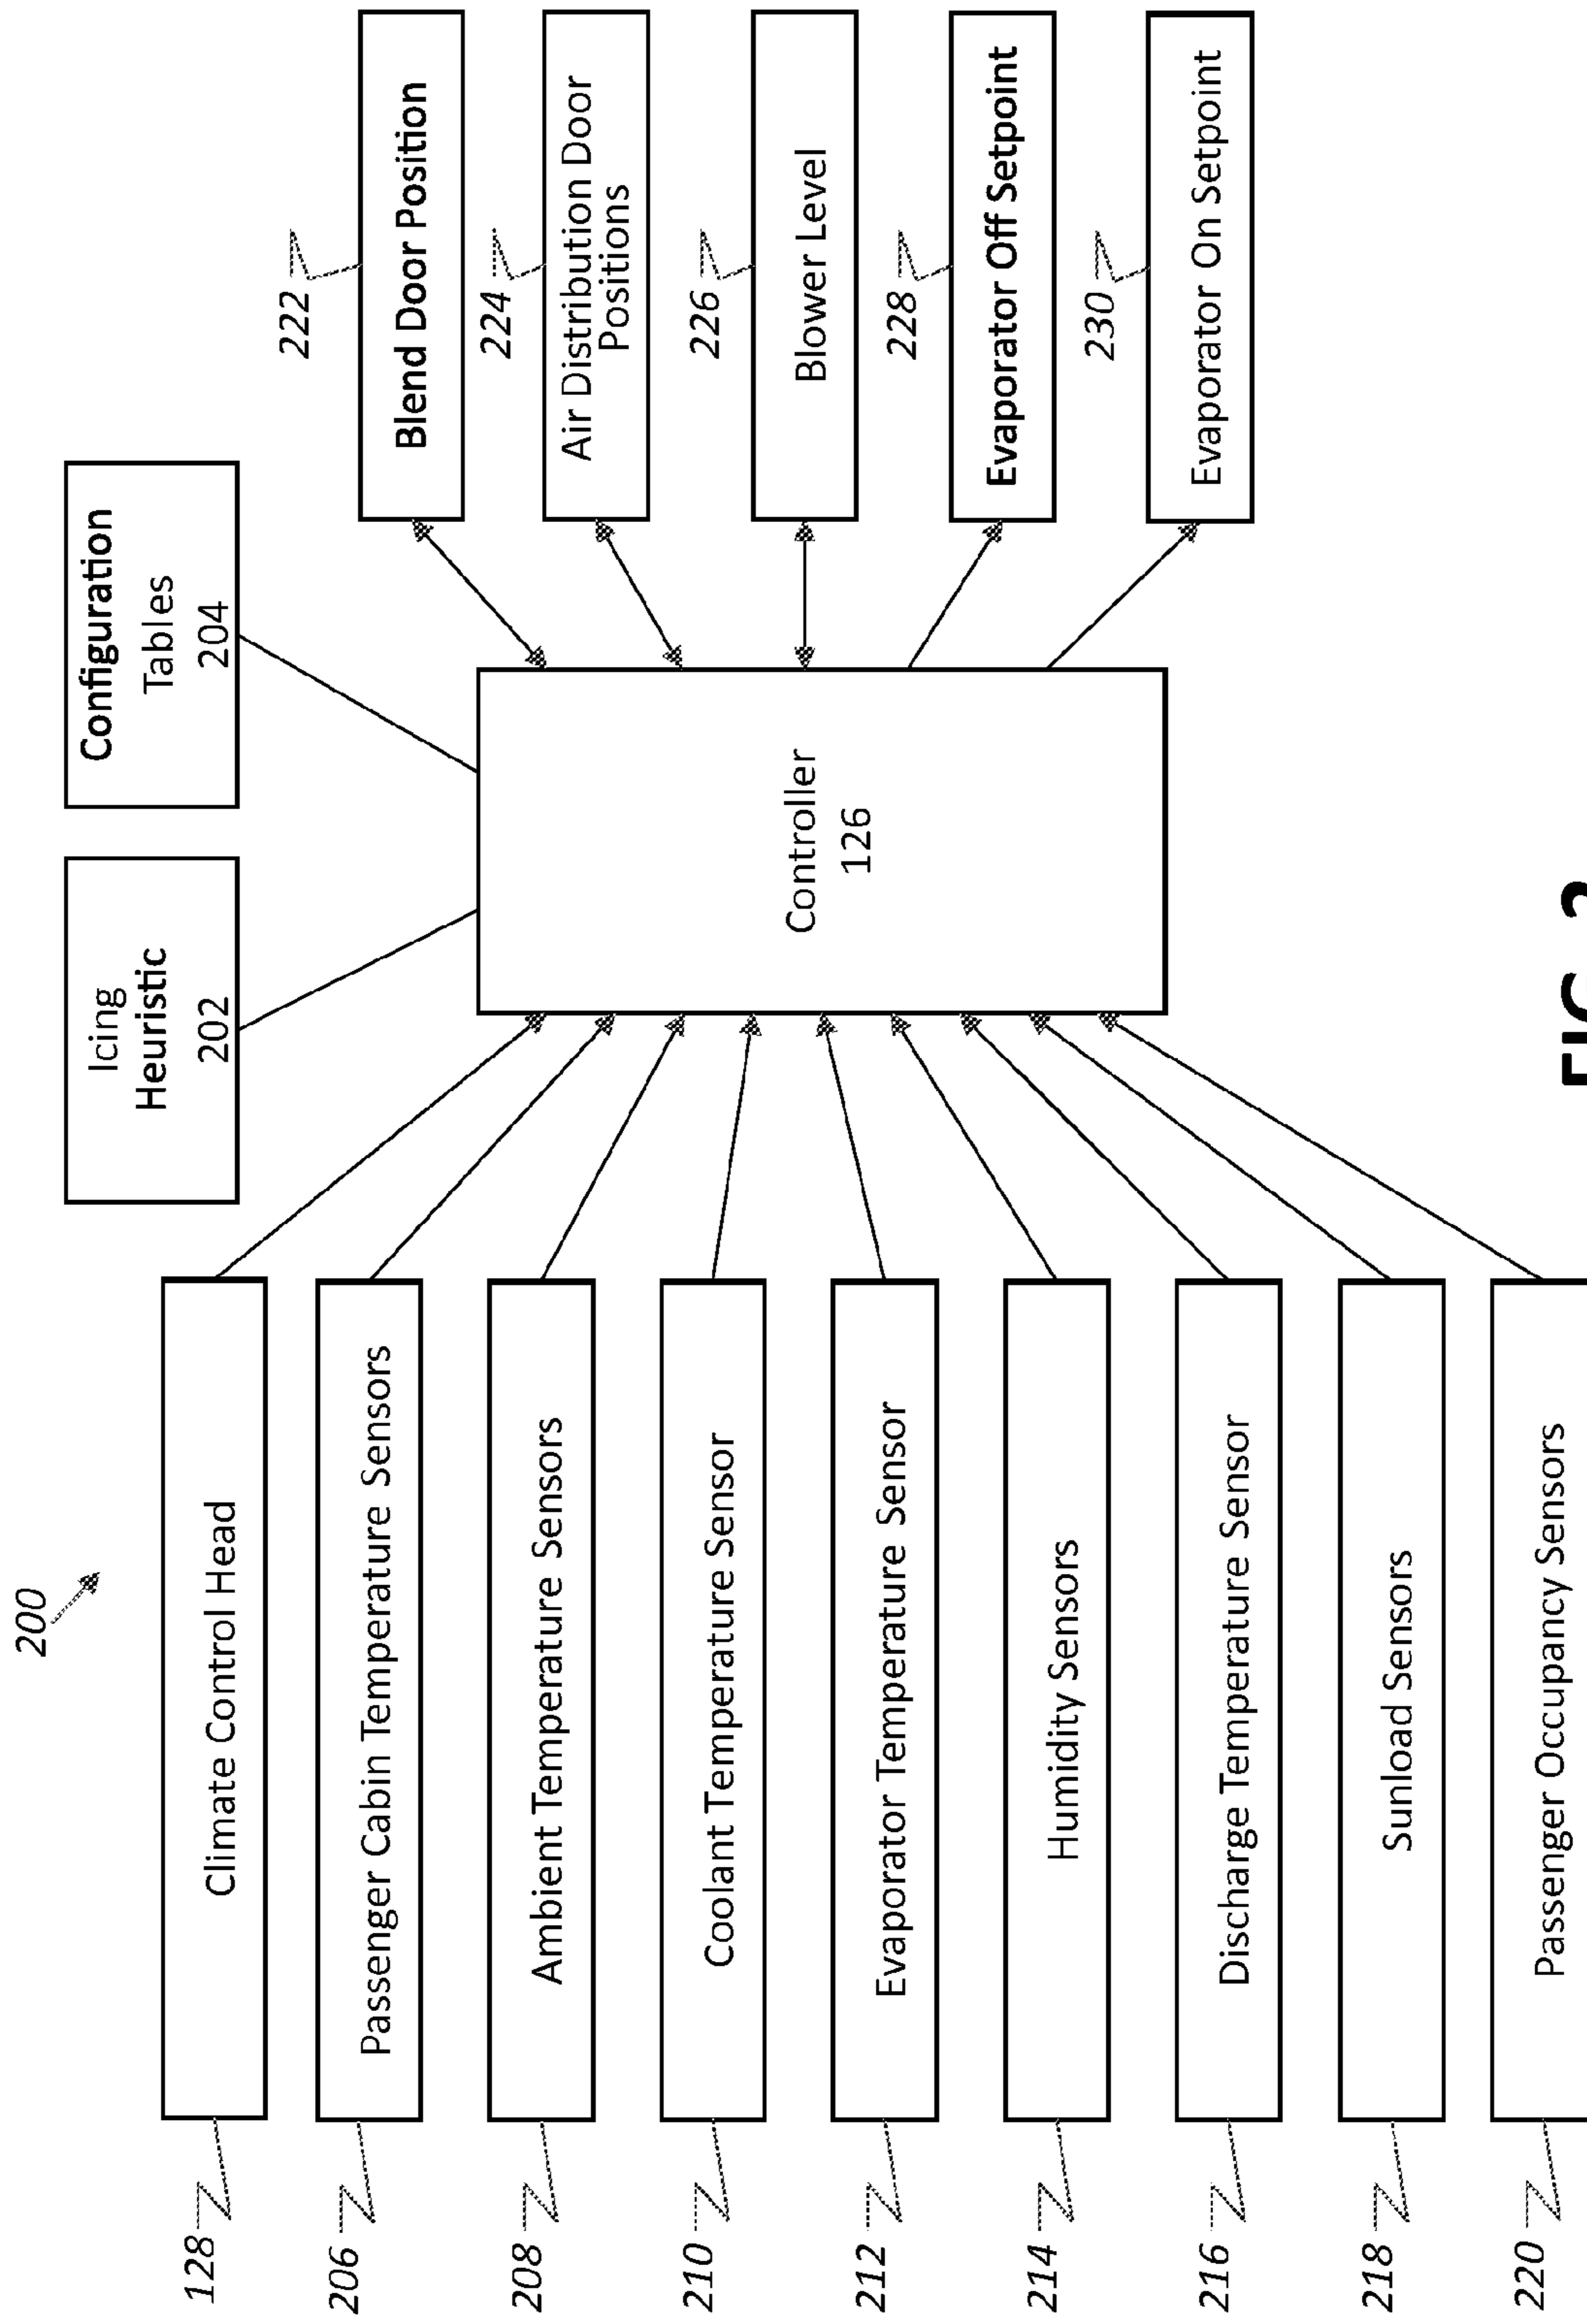 200
Icing
Heuristic
202
Configuration
Tables
204
128
Climate Control Head
206
Passenger Cabin Temperature Sensors
208
Ambient Temperature Sensors
210
Coolant Temperature Sensor
212
Evaporator Temperature Sensor
214
Humidity Sensors
216
Discharge Temperature Sensor
218
Sunload Sensors
220
Passenger Occupancy Sensors
Controller
126
222
Blend Door Position
224
Air Distribution Door
Positions
226
Blower Level
228
Evaporator Off Setpoint
230
Evaporator On Setpoint